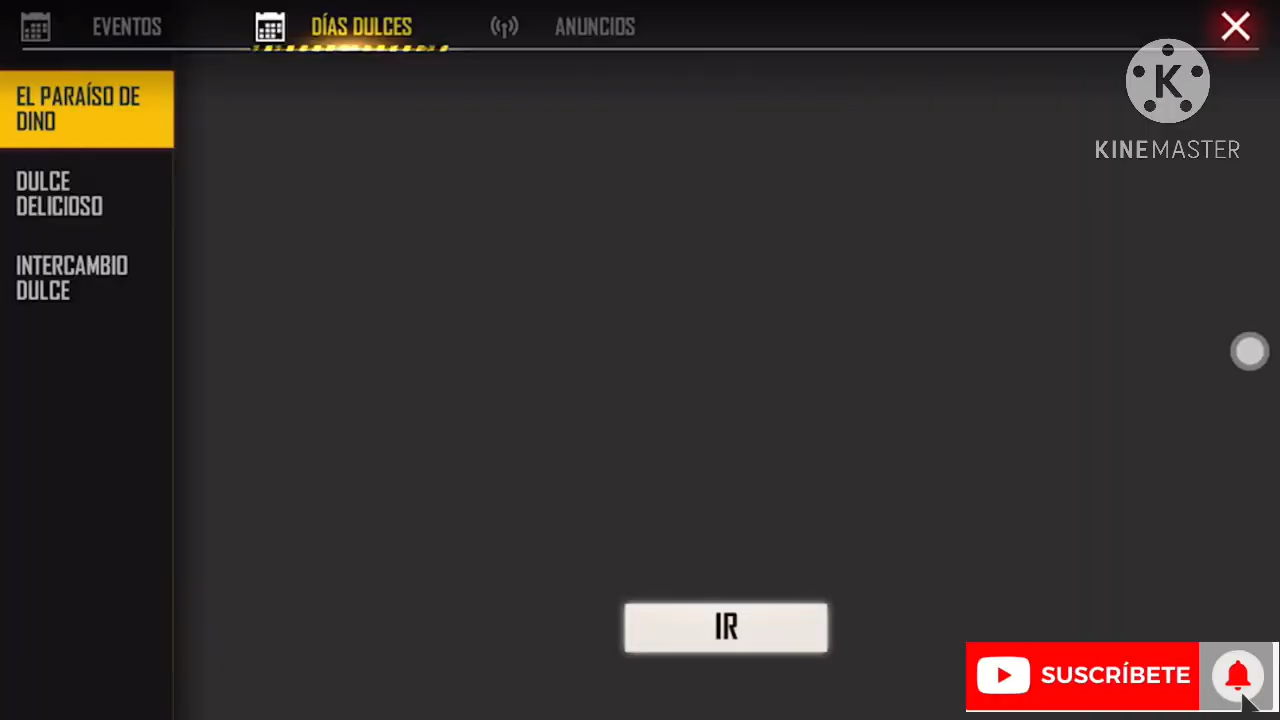 EVENTOS
DÍAS DULCES
ANUNCIOS
K
KINEMASTER
EL PARAÍSO DE
DINO
DULCE
DELICIOSO
INTERCAMBIO
DULCE
IR
SUSCRÍBETE